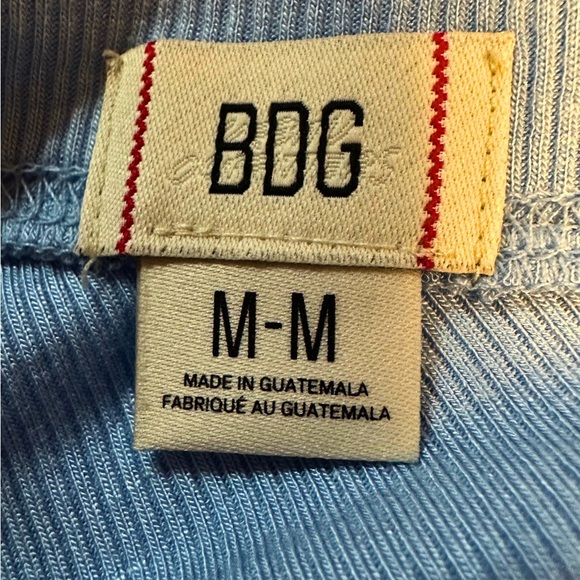 BDG
M-M
MADE IN GUATEMALA
FABRIQUÉ AU GUATEMALA